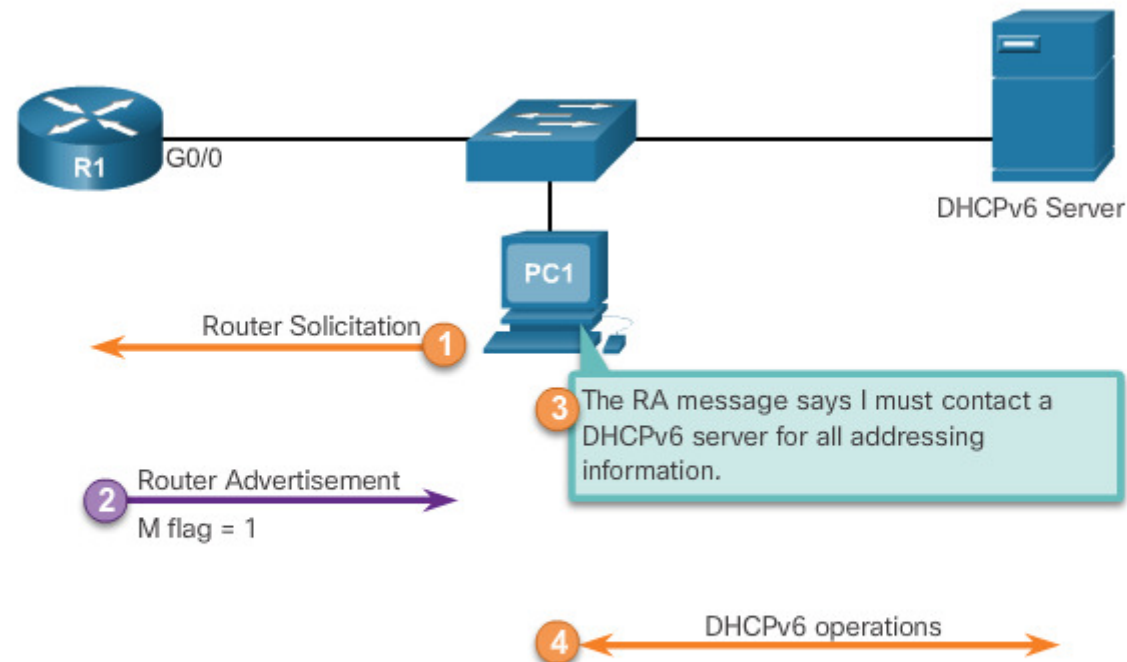 R1
G0/0
DHCPv6 Server
PC1
Router Solicitation
1
3
The RA message says I must contact a
DHCPv6 server for all addressing
information.
2
Router Advertisement
M flag = 1
4
DHCPv6 operations